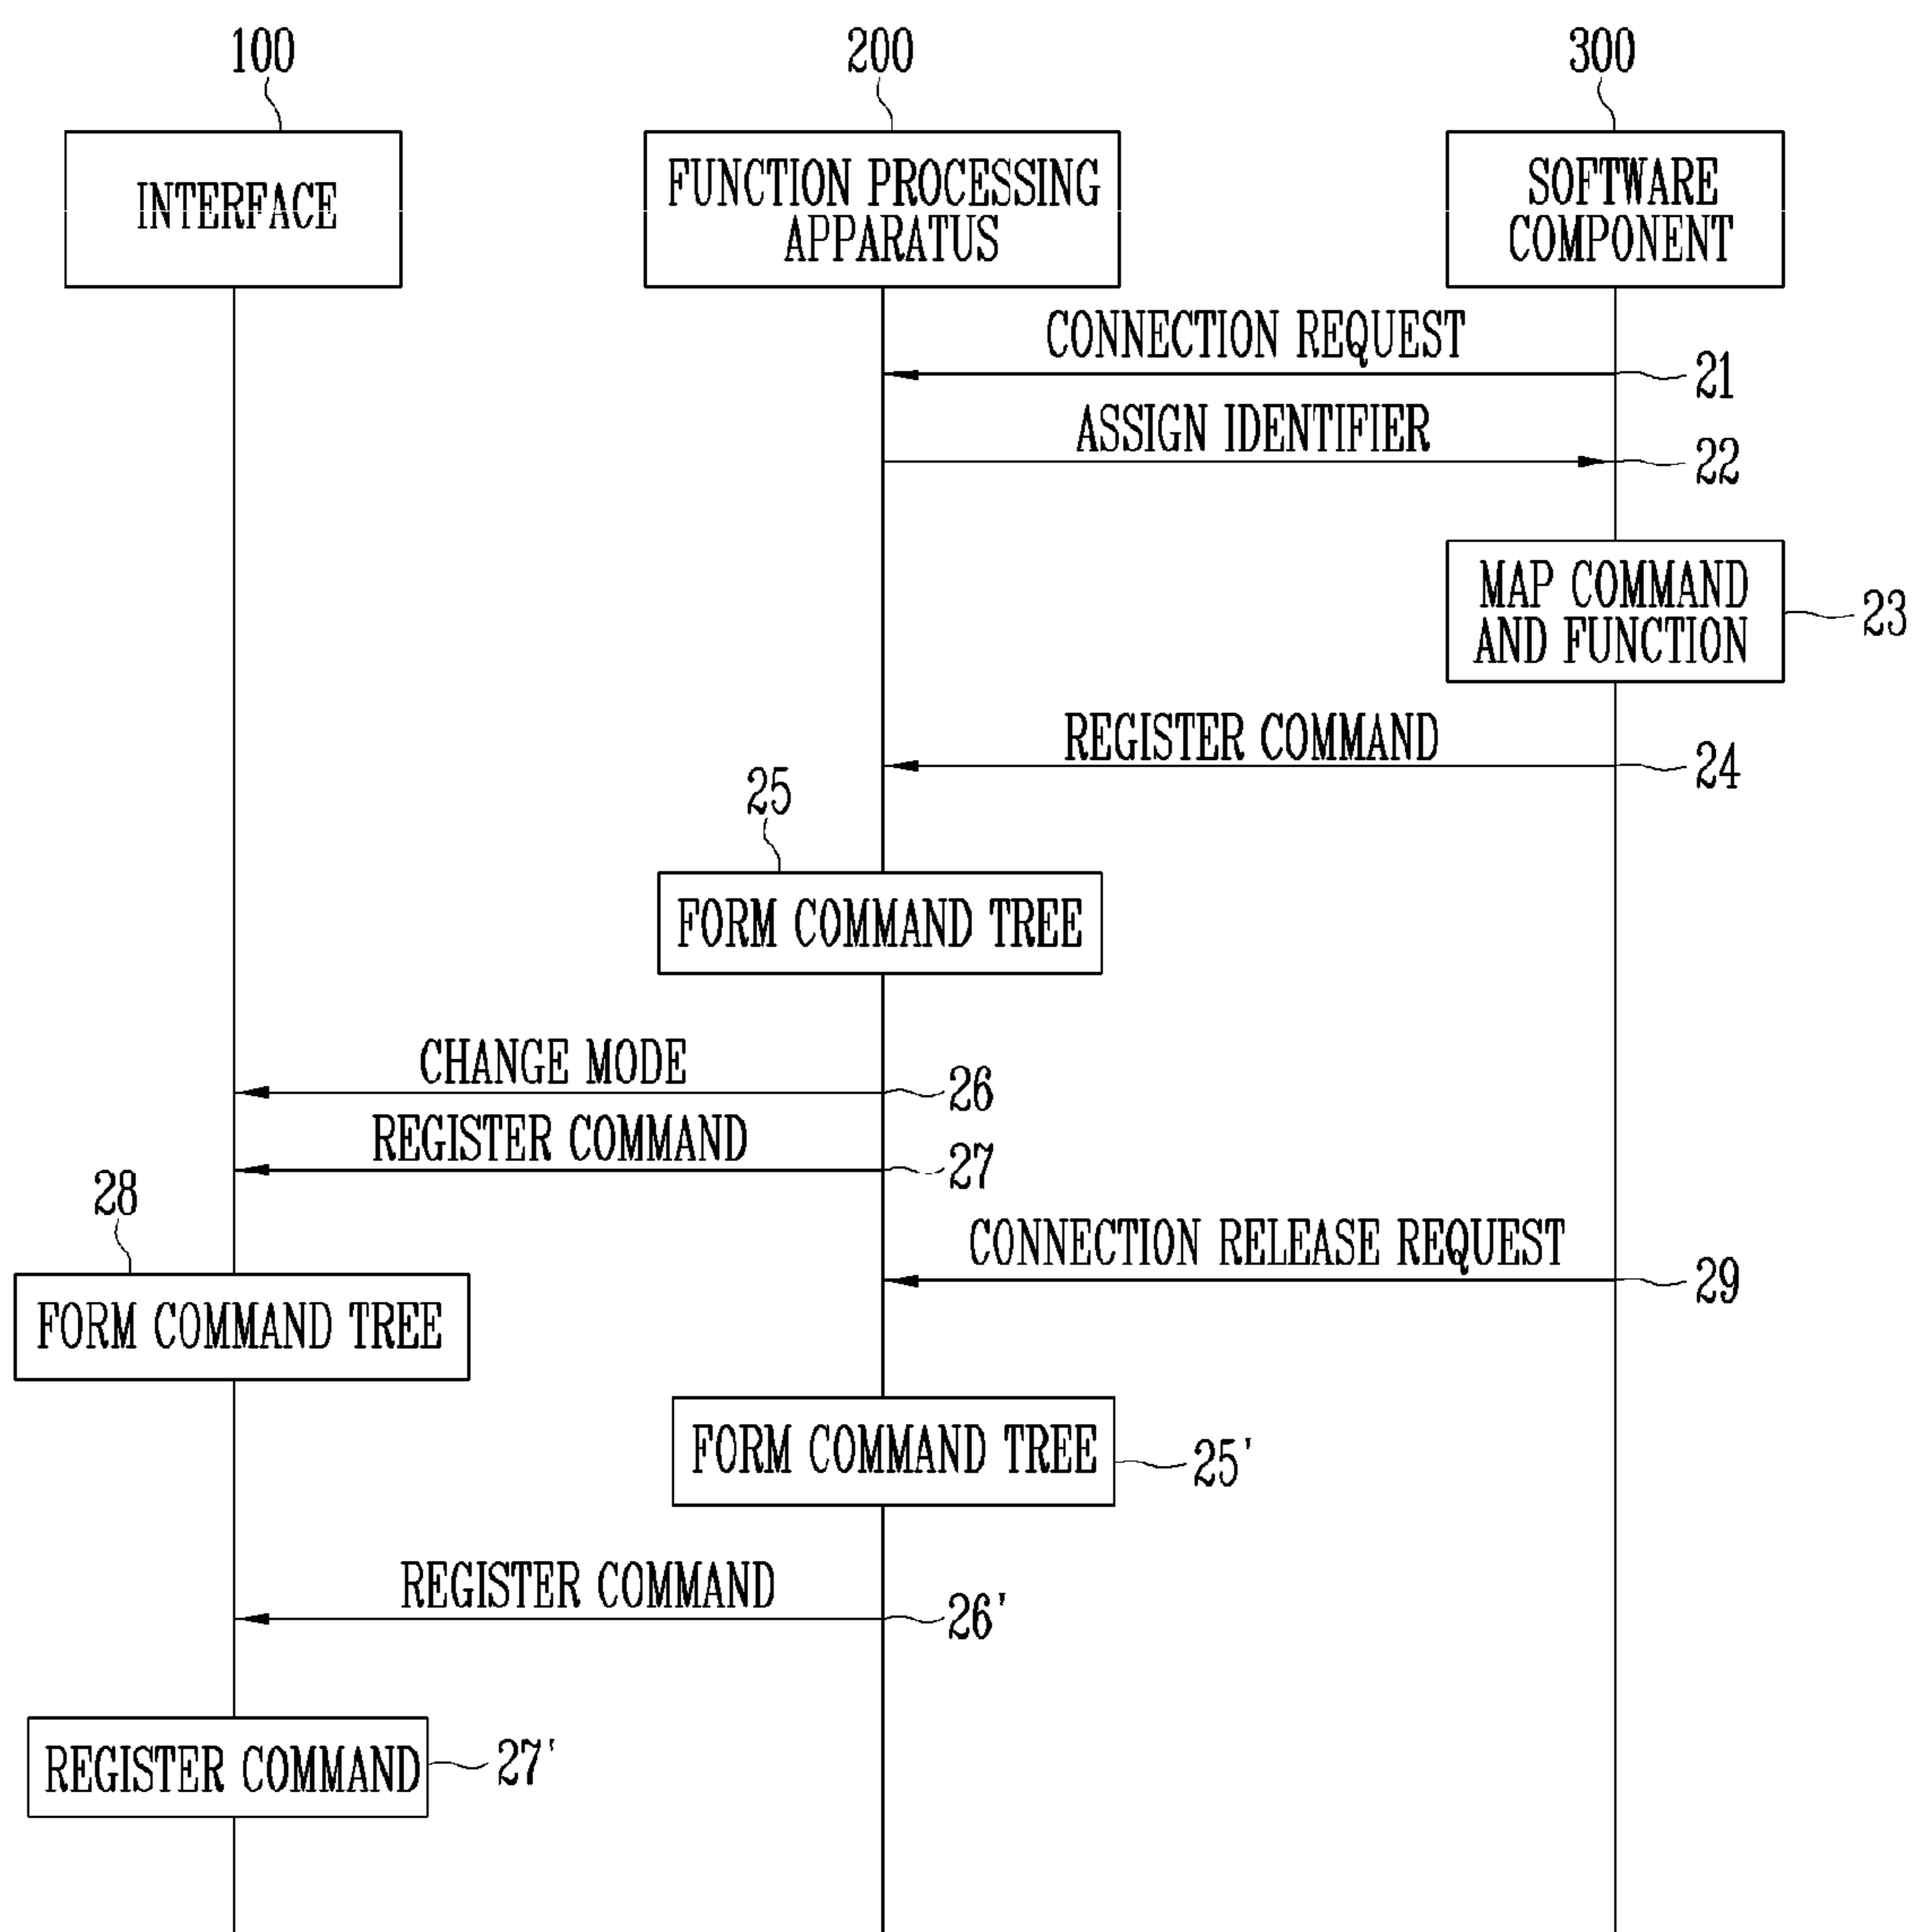 100
200
300
INTERFACE
FUNCTION PROCESSING
APPARATUS
SOFTWARE
COMPONENT
CONNECTION REQUEST
21
ASSIGN IDENTIFIER
22
MAP COMMAND
AND FUNCTION
23
REGISTER COMMAND
24
25
FORM COMMAND TREE
CHANGE MODE
26
REGISTER COMMAND
27
28
CONNECTION RELEASE REQUEST
29
FORM COMMAND TREE
FORM COMMAND TREE
25'
REGISTER COMMAND
26'
REGISTER COMMAND
27'